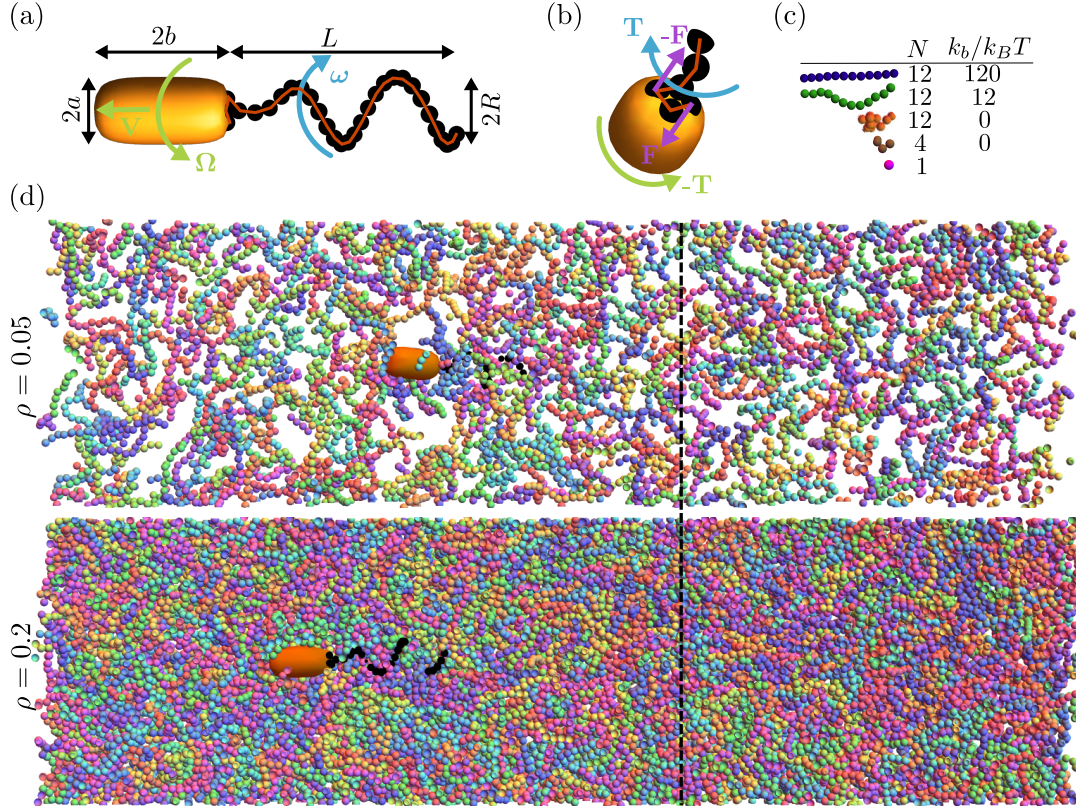 (a)
2b
L
2a
V
Ω
ω
2R
(b)
T
-F
F
-T
(c)
N k_b/k_BT
12 120
12 12
12 0
4 0
1
(d)
ρ = 0.05
ρ = 0.2